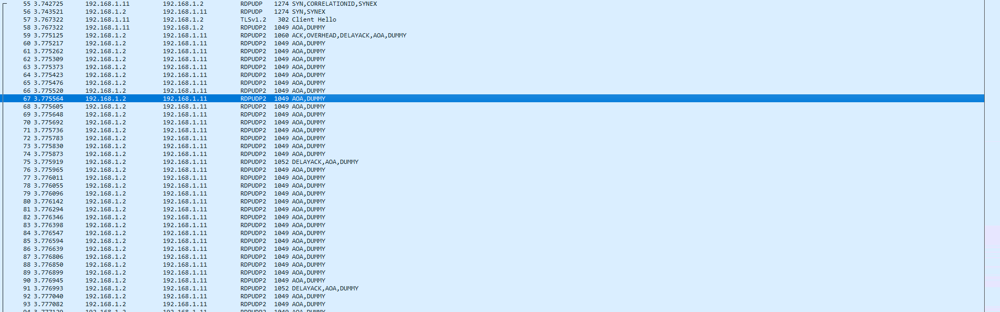 55 3.742725 192.168.1.11 192.168.1.2 RDPUDP 1274 SYN,CORRELATIONID,SYNEX
56 3.743521 192.168.1.2 192.168.1.11 RDPUDP 1274 SYN,SYNEX
57 3.767322 192.168.1.11 192.168.1.2 TLSv1.2 302 Client Hello
58 3.767322 192.168.1.11 192.168.1.2 RDPUDP2 1049 AOA,DUMMY
59 3.775125 192.168.1.2 192.168.1.11 RDPUDP2 1060 ACK,OVERHEAD,DELAYACK,AOA,DUMMY
60 3.775217 192.168.1.2 192.168.1.11 RDPUDP2 1049 AOA,DUMMY
61 3.775262 192.168.1.2 192.168.1.11 RDPUDP2 1049 AOA,DUMMY
62 3.775309 192.168.1.2 192.168.1.11 RDPUDP2 1049 AOA,DUMMY
63 3.775373 192.168.1.2 192.168.1.11 RDPUDP2 1049 AOA,DUMMY
64 3.775423 192.168.1.2 192.168.1.11 RDPUDP2 1049 AOA,DUMMY
65 3.775476 192.168.1.2 192.168.1.11 RDPUDP2 1049 AOA,DUMMY
66 3.775520 192.168.1.2 192.168.1.11 RDPUDP2 1049 AOA,DUMMY
67 3.775564 192.168.1.2 192.168.1.11 RDPUDP2 1049 AOA,DUMMY
68 3.775605 192.168.1.2 192.168.1.11 RDPUDP2 1049 AOA,DUMMY
69 3.775648 192.168.1.2 192.168.1.11 RDPUDP2 1049 AOA,DUMMY
70 3.775692 192.168.1.2 192.168.1.11 RDPUDP2 1049 AOA,DUMMY
71 3.775736 192.168.1.2 192.168.1.11 RDPUDP2 1049 AOA,DUMMY
72 3.775783 192.168.1.2 192.168.1.11 RDPUDP2 1049 AOA,DUMMY
73 3.775830 192.168.1.2 192.168.1.11 RDPUDP2 1049 AOA,DUMMY
74 3.775873 192.168.1.2 192.168.1.11 RDPUDP2 1049 AOA,DUMMY
75 3.775919 192.168.1.2 192.168.1.11 RDPUDP2 1052 DELAYACK,AOA,DUMMY
76 3.775965 192.168.1.2 192.168.1.11 RDPUDP2 1049 AOA,DUMMY
77 3.776011 192.168.1.2 192.168.1.11 RDPUDP2 1049 AOA,DUMMY
78 3.776055 192.168.1.2 192.168.1.11 RDPUDP2 1049 AOA,DUMMY
79 3.776096 192.168.1.2 192.168.1.11 RDPUDP2 1049 AOA,DUMMY
80 3.776142 192.168.1.2 192.168.1.11 RDPUDP2 1049 AOA,DUMMY
81 3.776294 192.168.1.2 192.168.1.11 RDPUDP2 1049 AOA,DUMMY
82 3.776346 192.168.1.2 192.168.1.11 RDPUDP2 1049 AOA,DUMMY
83 3.776398 192.168.1.2 192.168.1.11 RDPUDP2 1049 AOA,DUMMY
84 3.776547 192.168.1.2 192.168.1.11 RDPUDP2 1049 AOA,DUMMY
85 3.776594 192.168.1.2 192.168.1.11 RDPUDP2 1049 AOA,DUMMY
86 3.776639 192.168.1.2 192.168.1.11 RDPUDP2 1049 AOA,DUMMY
87 3.776806 192.168.1.2 192.168.1.11 RDPUDP2 1049 AOA,DUMMY
88 3.776850 192.168.1.2 192.168.1.11 RDPUDP2 1049 AOA,DUMMY
89 3.776899 192.168.1.2 192.168.1.11 RDPUDP2 1049 AOA,DUMMY
90 3.776945 192.168.1.2 192.168.1.11 RDPUDP2 1049 AOA,DUMMY
91 3.776993 192.168.1.2 192.168.1.11 RDPUDP2 1052 DELAYACK,AOA,DUMMY
92 3.777040 192.168.1.2 192.168.1.11 RDPUDP2 1049 AOA,DUMMY
93 3.777082 192.168.1.2 192.168.1.11 RDPUDP2 1049 AOA,DUMMY
94 3.777129 192.168.1.2 192.168.1.11 RDPUDP2 1049 AOA,DUMMY